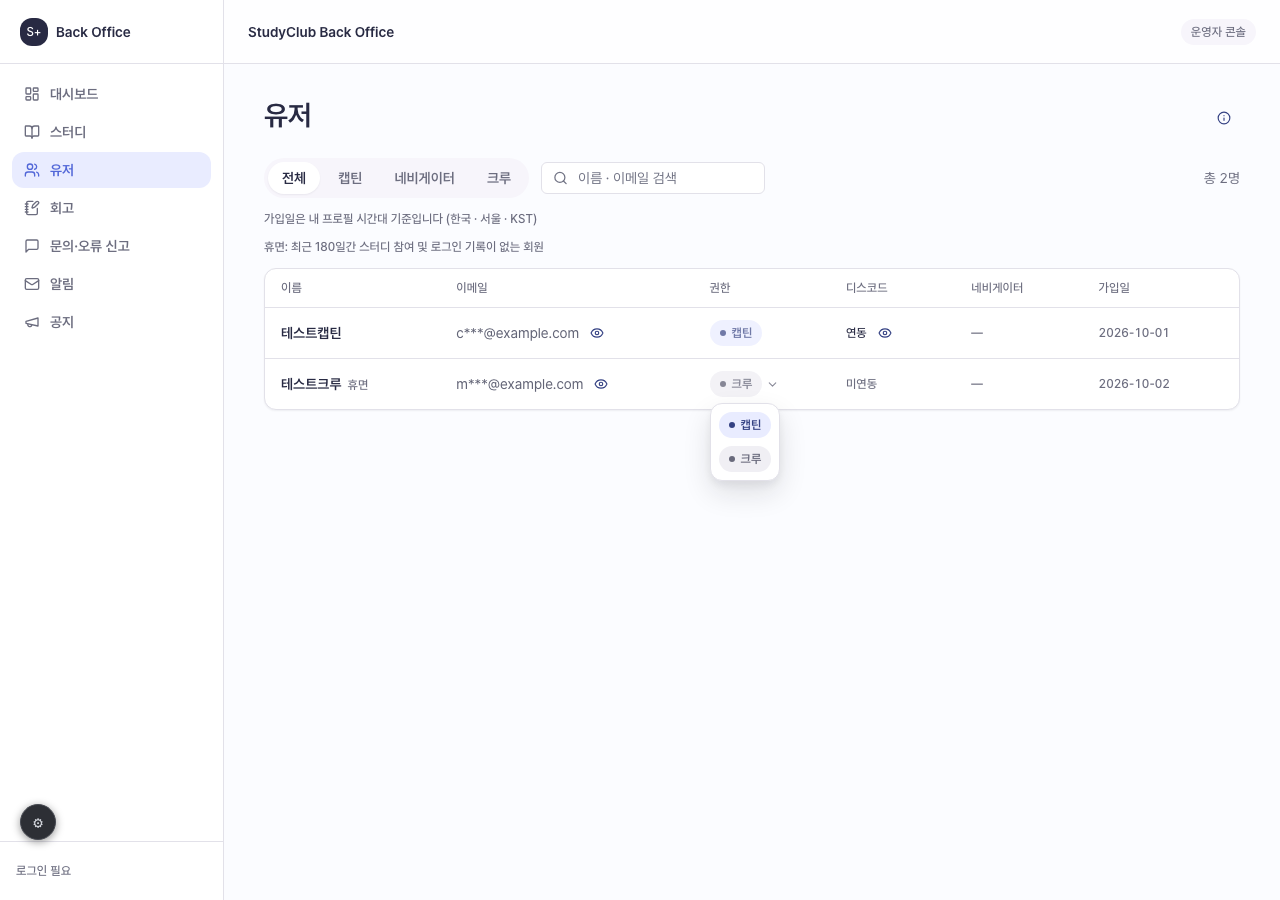 S+ Back Office
StudyClub Back Office
운영자 콘솔
대시보드
스터디
유저
회고
문의·오류 신고
알림
공지
로그인 필요
유저
전체 캡틴 네비게이터 크루
이름 · 이메일 검색
총 2명
가입일은 내 프로필 시간대 기준입니다 (한국 · 서울 · KST)
휴면: 최근 180일간 스터디 참여 및 로그인 기록이 없는 회원
이름 이메일 권한 디스코드 네비게이터 가입일
테스트캡틴 c***@example.com 캡틴 연동 — 2026-10-01
테스트크루 휴면 m***@example.com 크루 미연동 — 2026-10-02
캡틴
크루